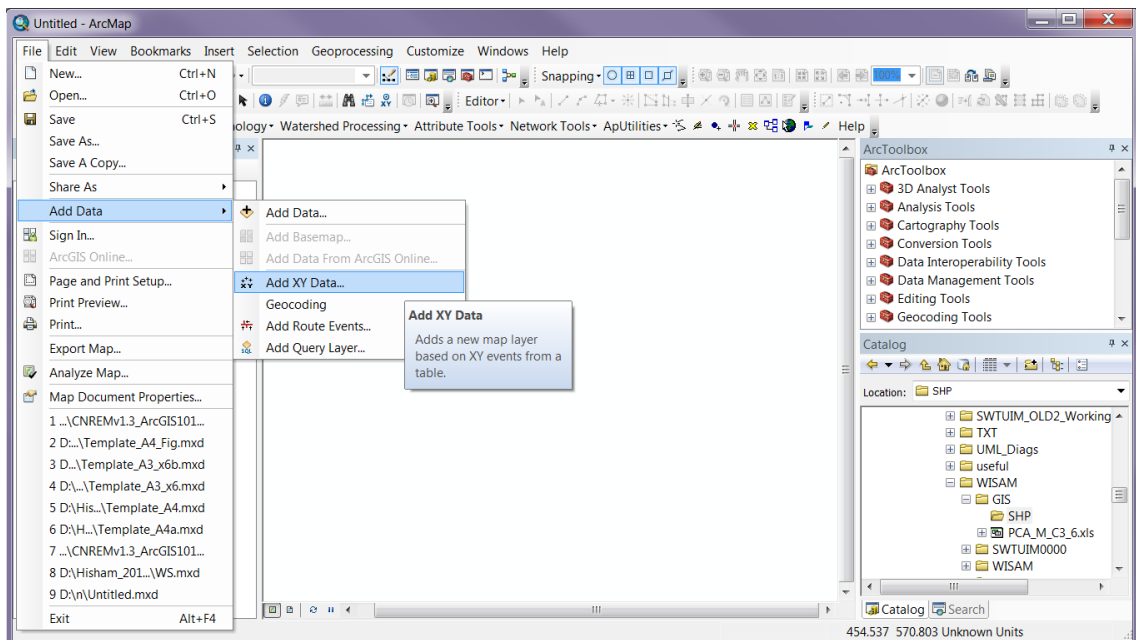 Untitled - ArcMap
File Edit View Bookmarks Insert Selection Geoprocessing Customize Windows Help
New... Ctrl+N
Open... Ctrl+O
Save Ctrl+S
Save As...
Save A Copy...
Share As
Add Data
Sign In...
ArcGIS Online...
Page and Print Setup...
Print Preview...
Print...
Export Map...
Analyze Map...
Map Document Properties...
1 ...\CNREMv1.3_ArcGIS101...
2 D:...\Template_A4_Fig.mxd
3 D...\Template_A3_x6b.mxd
4 D:\...\Template_A3_x6.mxd
5 D:\His...\Template_A4.mxd
6 D:\H...\Template_A4a.mxd
7 ...\CNREMv1.3_ArcGIS101...
8 D:\Hisham_201...\WS.mxd
9 D:\n\Untitled.mxd
Exit Alt+F4
Snapping
100%
Editor
ology Watershed Processing Attribute Tools Network Tools ApUtilities Help
Add Data...
Add Basemap...
Add Data From ArcGIS Online...
Add XY Data...
Geocoding
Add Route Events...
SQL Add Query Layer...
Add XY Data
Adds a new map layer
based on XY events from a
table.
ArcToolbox
ArcToolbox
3D Analyst Tools
Analysis Tools
Cartography Tools
Conversion Tools
Data Interoperability Tools
Data Management Tools
Editing Tools
Geocoding Tools
Catalog
Location: SHP
SWTUIM_OLD2_Working
TXT
UML_Diags
useful
WISAM
GIS
SHP
PCA_M_C3_6.xls
SWTUIM0000
WISAM
Catalog Search
454.537 570.803 Unknown Units